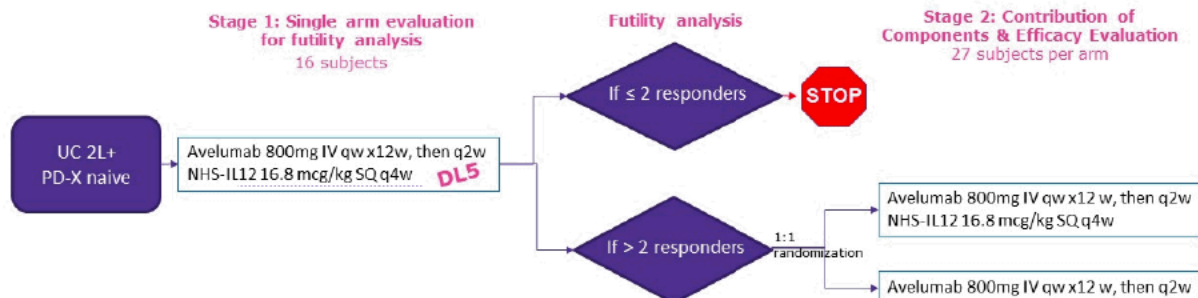 Stage 1: Single arm evaluation
for futility analysis
16 subjects
Futility analysis
Stage 2: Contribution of
Components & Efficacy Evaluation
27 subjects per arm
UC 2L+
PD-X naive
Avelumab 800mg IV qw x12w, then q2w
NHS-IL12 16.8 mcg/kg SQ q4w
DL5
If ≤ 2 responders
STOP
If > 2 responders
1:1
randomization
Avelumab 800mg IV qw x12 w, then q2w
NHS-IL12 16.8 mcg/kg SQ q4w
Avelumab 800mg IV qw x12 w, then q2w